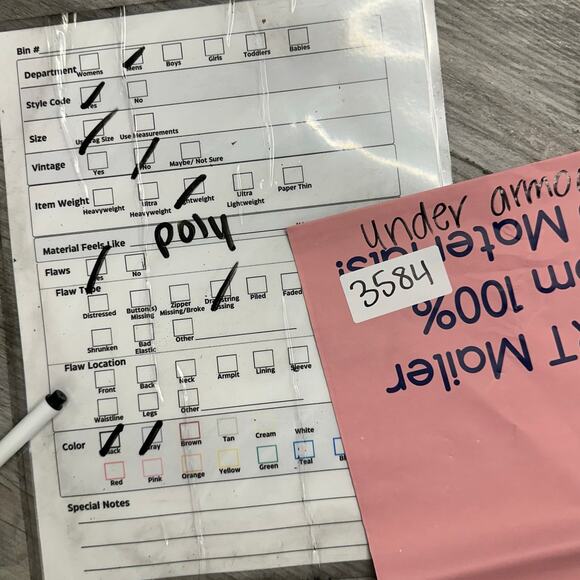 Bin #
Department Womens Mens Boys Girls Toddlers Babies
Style Code Yes No
Size Use Tag Size Use Measurements
Vintage Yes No Maybe/ Not Sure
Item Weight Heavyweight Ultra Heavyweight Lightweight Ultra Lightweight Paper Thin
Material Feels Like poly
Flaws Yes No
Flaw Type
Distressed Button(s) Missing Zipper Missing/Broke Drawstring Missing Piled Faded
Shrunken Bad Elastic Other
Flaw Location
Front Back Neck Armpit Lining Sleeve
Waistline Legs Other
Color Black Gray Brown Tan Cream White
Red Pink Orange Yellow Green Teal
Special Notes
under armo
3584
Materials!
100%
Mailer